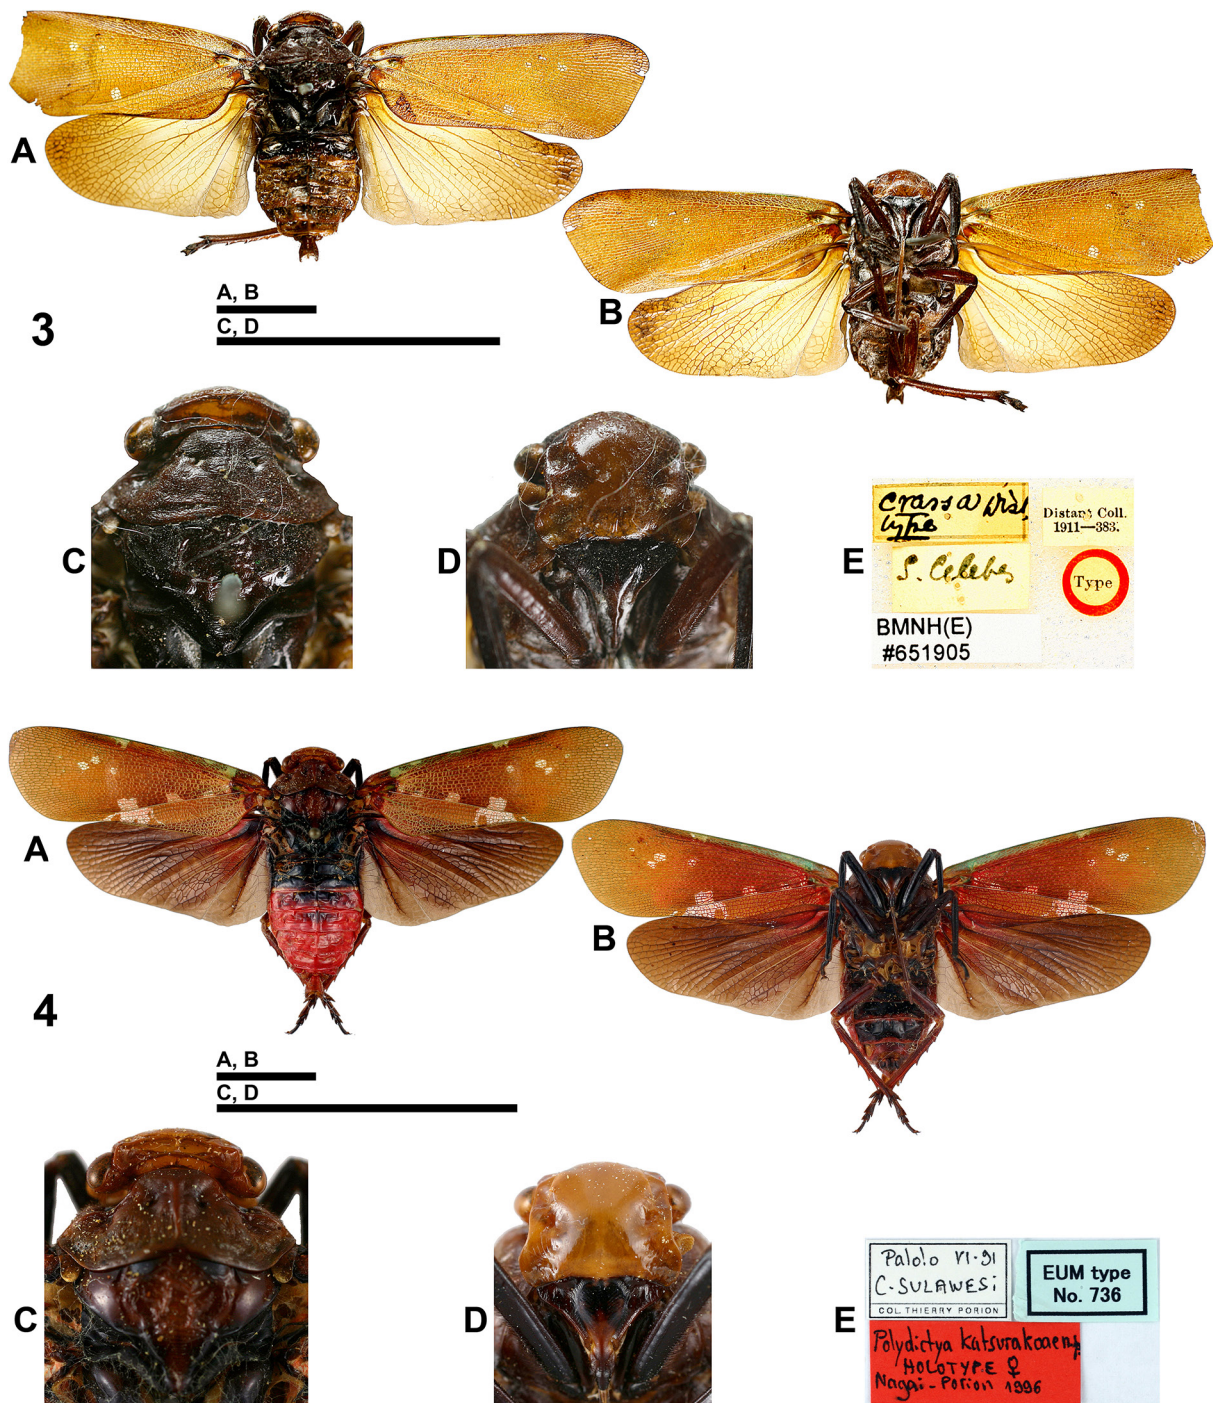 A
B
A, B
C, D
3
C
D
E
crassa Dist.
type
Distant Coll.
1911—383.
S. Celebes
Type
BMNH(E)
#651905
A
B
4
A, B
C, D
C
D
E
Palolo VI-91
C-SULAWESI
COL. THIERRY PORION
EUM type
No. 736
Polydictya katsurakoae n.sp.
HOLOTYPE ♀
Nagai-Porion 1996